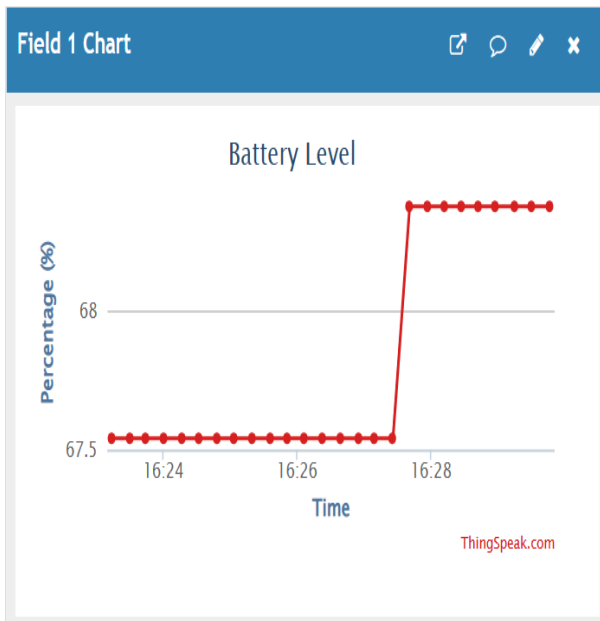 Field 1 Chart
Battery Level
Percentage (%)
68
67.5
16:24 16:26 16:28
Time
ThingSpeak.com